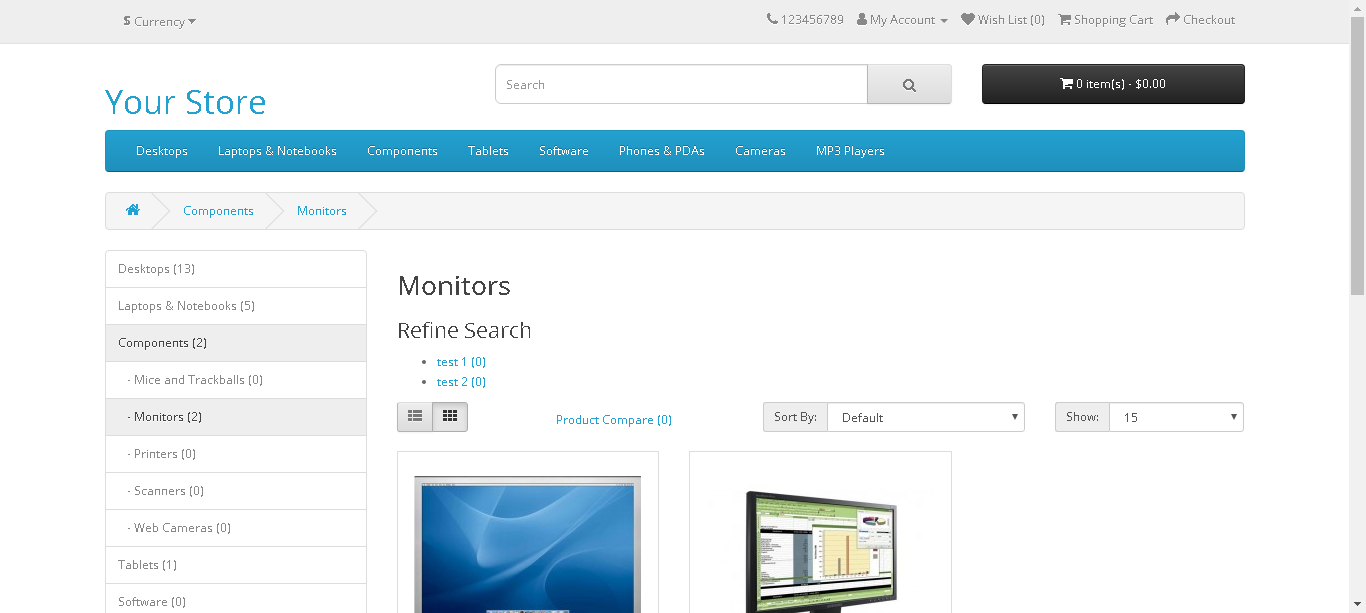 $ Currency
123456789 My Account Wish List (0) Shopping Cart Checkout
Your Store
Search
0 item(s) - $0.00
Desktops Laptops & Notebooks Components Tablets Software Phones & PDAs Cameras MP3 Players
Components Monitors
Desktops (13)
Laptops & Notebooks (5)
Components (2)
- Mice and Trackballs (0)
- Monitors (2)
- Printers (0)
- Scanners (0)
- Web Cameras (0)
Tablets (1)
Software (0)
Monitors
Refine Search
test 1 (0)
test 2 (0)
Product Compare (0)
Sort By: Default
Show: 15